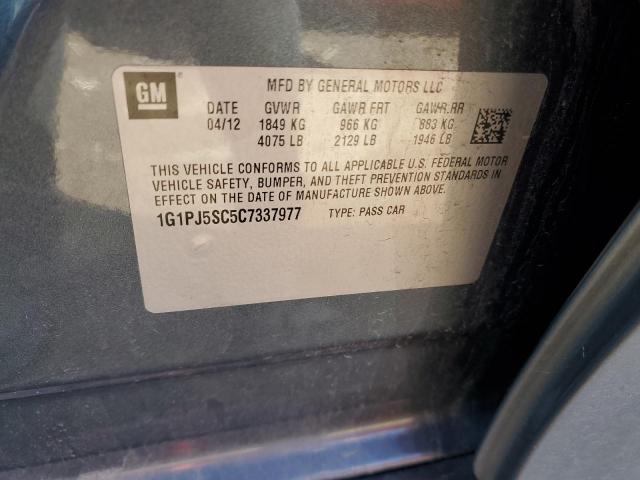 GM
MFD BY GENERAL MOTORS LLC
DATE GVWR GAWR FRT GAWR RR
04/12 1849 KG 966 KG 883 KG
4075 LB 2129 LB 1946 LB
THIS VEHICLE CONFORMS TO ALL APPLICABLE U.S. FEDERAL MOTOR
VEHICLE SAFETY, BUMPER, AND THEFT PREVENTION STANDARDS IN
EFFECT ON THE DATE OF MANUFACTURE SHOWN ABOVE.
1G1PJ5SC5C7337977 TYPE: PASS CAR